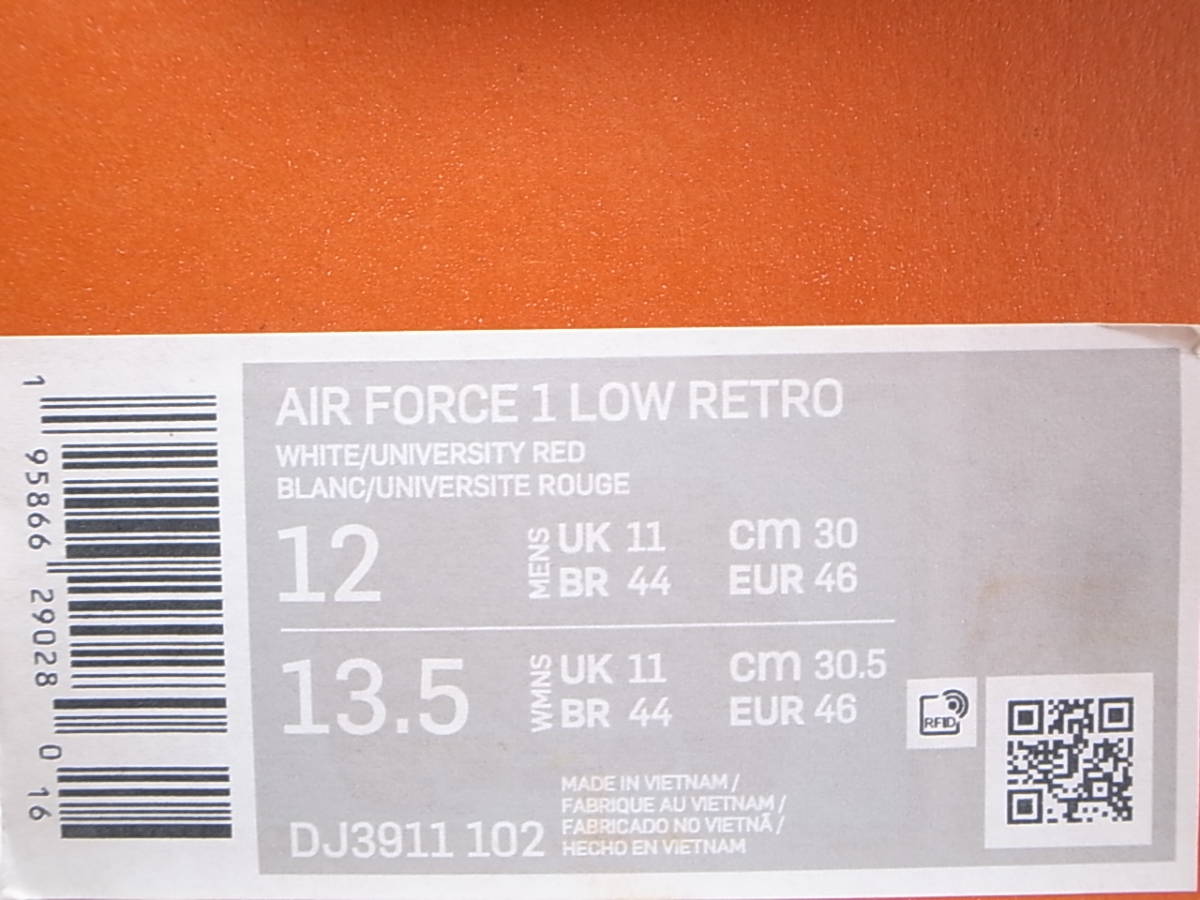 AIR FORCE 1 LOW RETRO
WHITE/UNIVERSITY RED
BLANC/UNIVERSITE ROUGE
12 MENS UK 11 cm 30
BR 44 EUR 46
13.5 WMNS UK 11 cm 30.5
BR 44 EUR 46
RFID
MADE IN VIETNAM /
FABRIQUE AU VIETNAM /
FABRICADO NO VIETNÃ /
HECHO EN VIETNAM
DJ3911 102
1 95866 29028 0 16